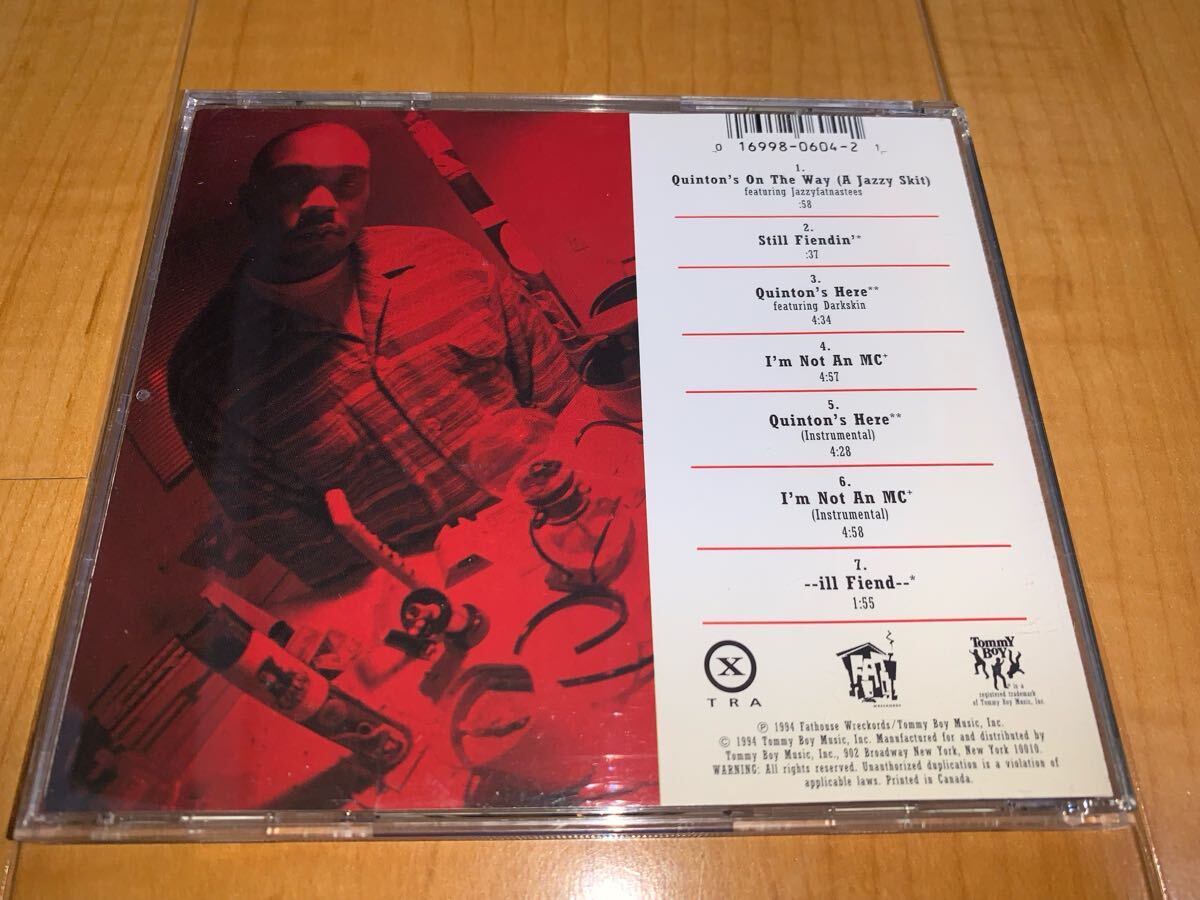 0 16998-0604-2 1
1.
Quinton's On The Way (A Jazzy Skit)
featuring Jazzyfatnastees
:58
2.
Still Fiendin'*
:37
3.
Quinton's Here**
featuring Darkskin
4:34
4.
I'm Not An MC+
4:57
5.
Quinton's Here**
(Instrumental)
4:28
6.
I'm Not An MC+
(Instrumental)
4:58
7.
--ill Fiend--*
1:55
X
TRA
FATH
WRECKORDS
Tommy
Boy
® is a
registered trademark
of Tommy Boy Music, Inc.
℗ 1994 Fathouse Wreckords/Tommy Boy Music, Inc.
© 1994 Tommy Boy Music, Inc. Manufactured for and distributed by
Tommy Boy Music, Inc., 902 Broadway New York, New York 10010.
WARNING: All rights reserved. Unauthorized duplication is a violation of
applicable laws. Printed in Canada.